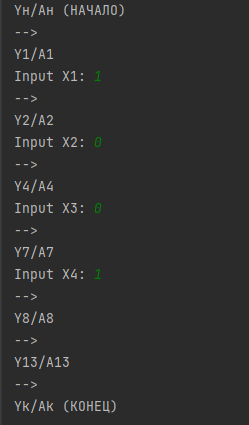 Yн/Ан (НАЧАЛО)
-->
Y1/A1
Input X1: 1
-->
Y2/A2
Input X2: 0
-->
Y4/A4
Input X3: 0
-->
Y7/A7
Input X4: 1
-->
Y8/A8
-->
Y13/A13
-->
Yk/Ak (КОНЕЦ)